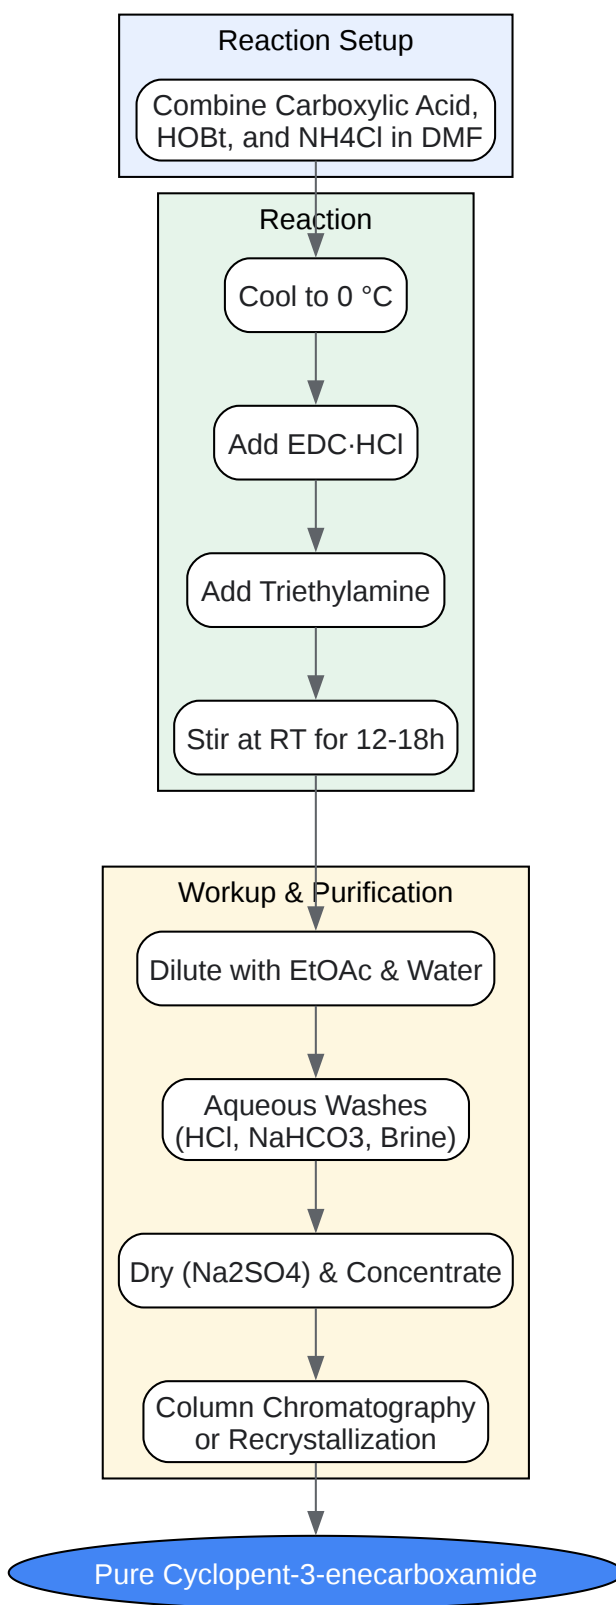 Reaction Setup
Combine Carboxylic Acid,
HOBt, and NH4Cl in DMF
Reaction
Cool to 0 °C
Add EDC·HCl
Add Triethylamine
Stir at RT for 12-18h
Workup & Purification
Dilute with EtOAc & Water
Aqueous Washes
(HCl, NaHCO3, Brine)
Dry (Na2SO4) & Concentrate
Column Chromatography
or Recrystallization
Pure Cyclopent-3-enecarboxamide